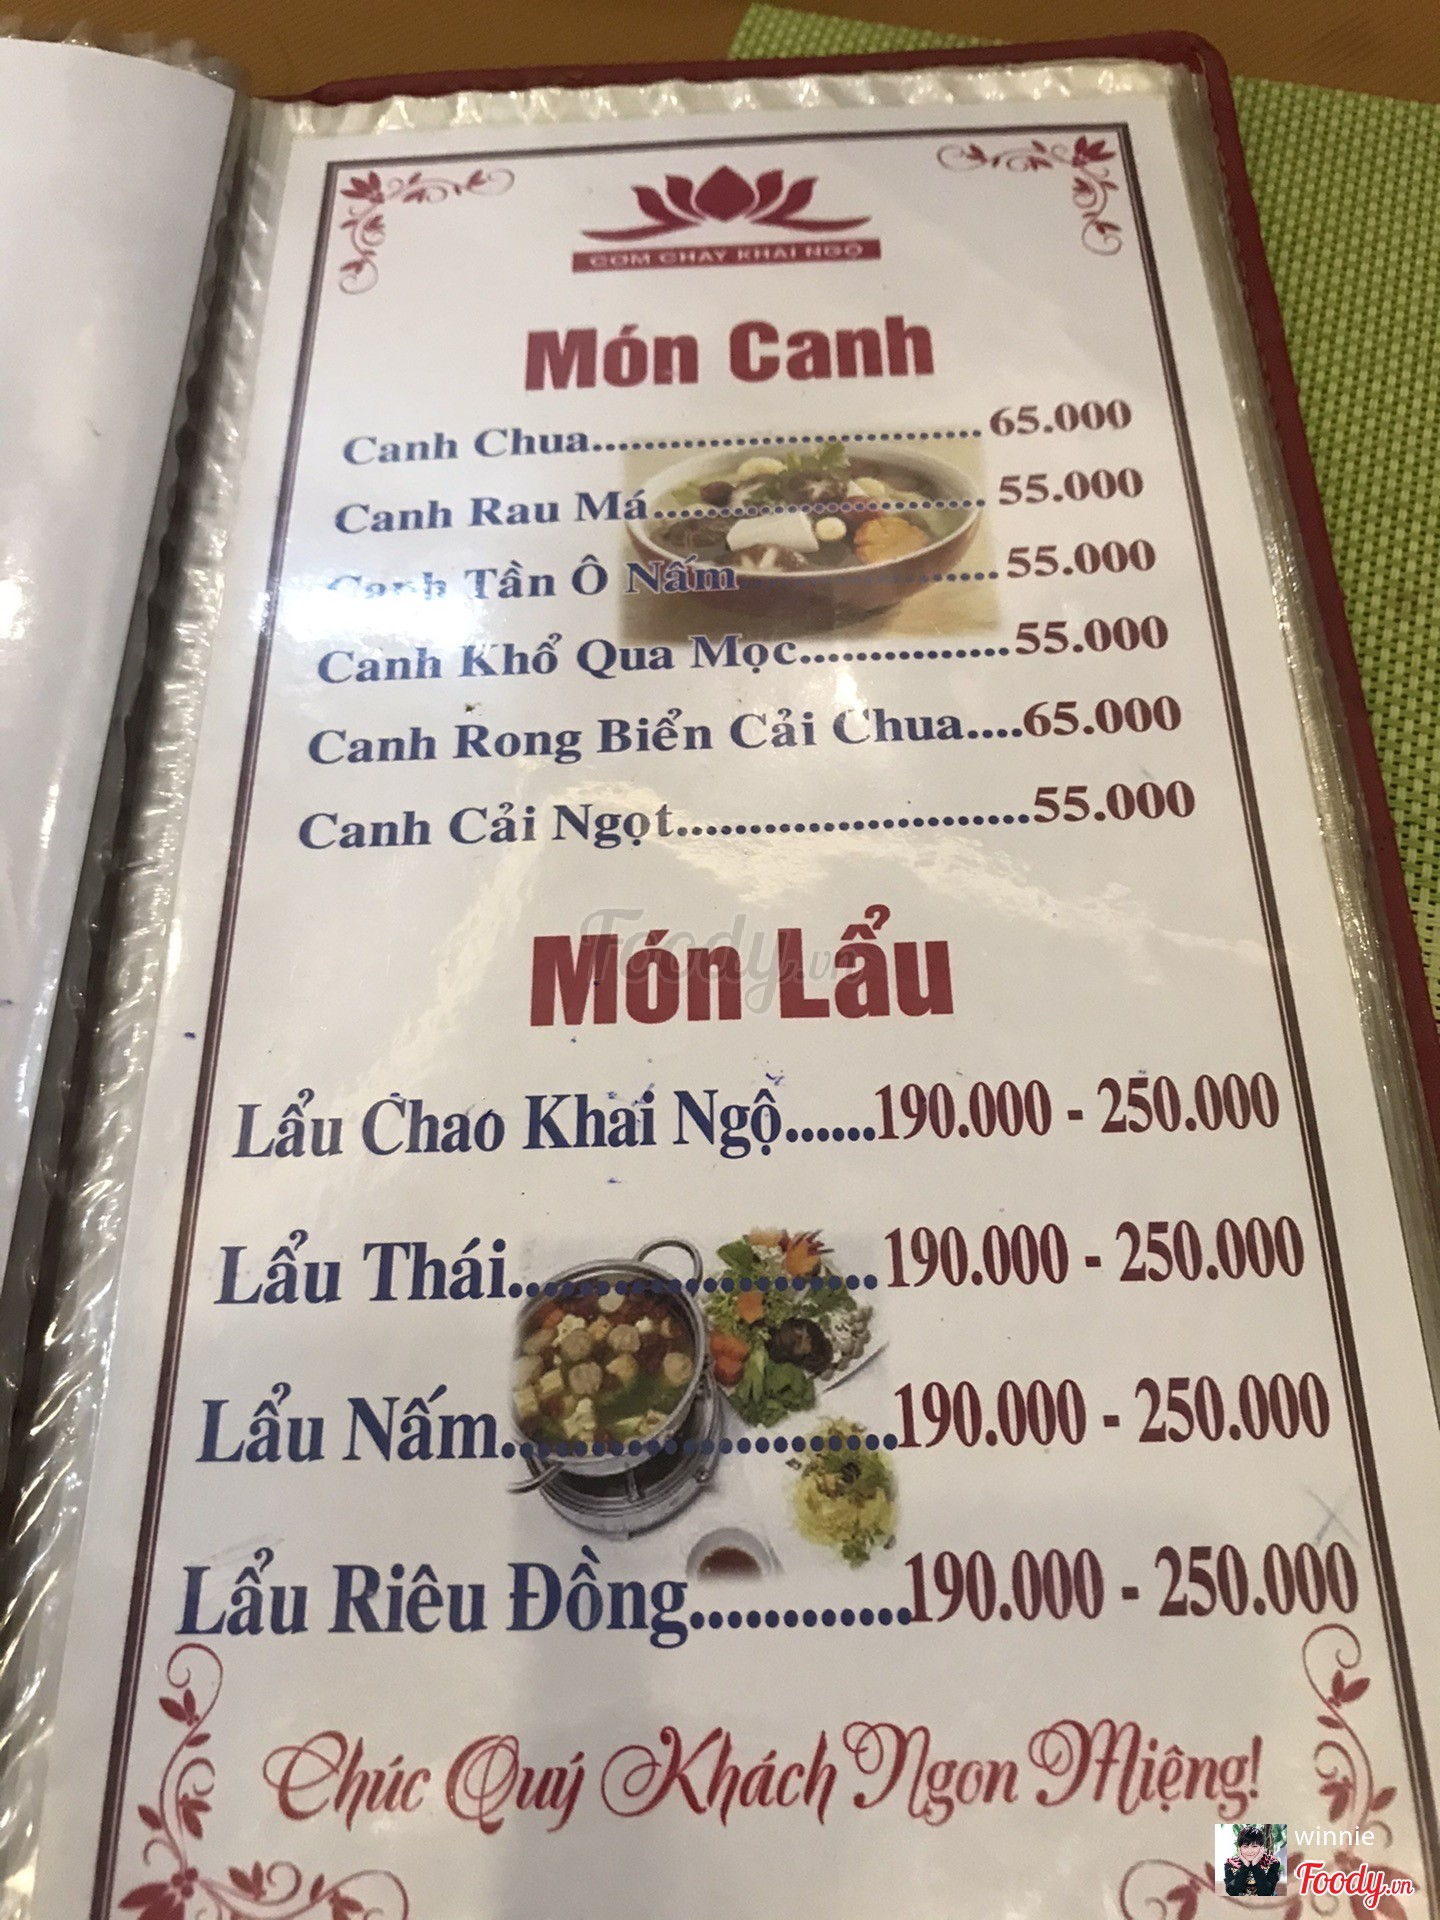 CƠM CHAY KHAI NGỘ
Món Canh
Canh Chua..............................65.000
Canh Rau Má..........................55.000
Canh Tần Ô Nấm....................55.000
Canh Khổ Qua Mọc...............55.000
Canh Rong Biển Cải Chua....65.000
Canh Cải Ngọt........................55.000
Món Lẩu
Foody.vn
Lẩu Chao Khai Ngộ......190.000 - 250.000
Lẩu Thái.....................190.000 - 250.000
Lẩu Nấm.....................190.000 - 250.000
Lẩu Riêu Đồng............190.000 - 250.000
Chúc Quý Khách Ngon Miệng!
winnie
Foody.vn